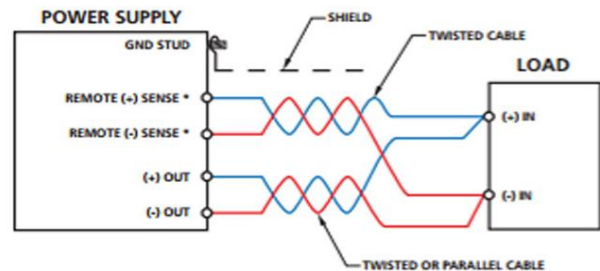 POWER SUPPLY
GND STUD
SHIELD
TWISTED CABLE
LOAD
REMOTE (+) SENSE *
(+) IN
REMOTE (-) SENSE *
(+) OUT
(-) IN
(-) OUT
TWISTED OR PARALLEL CABLE